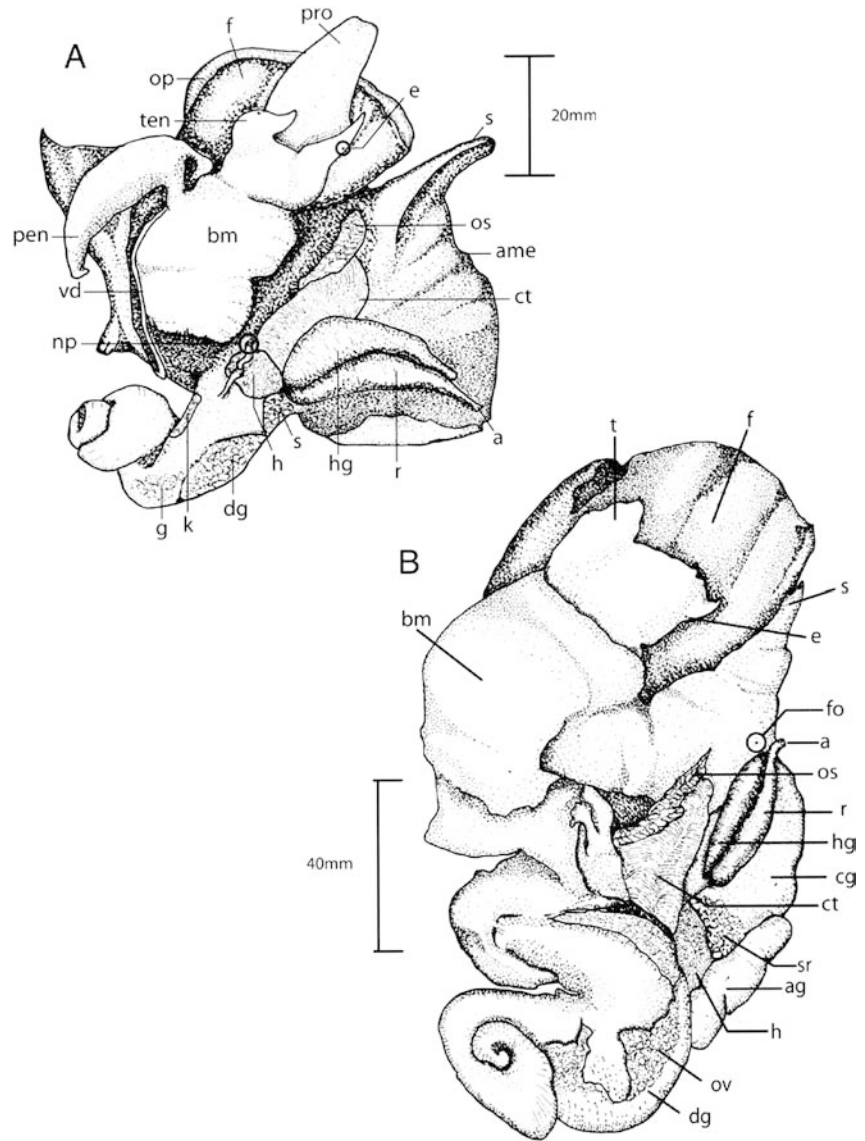 A
pro
f
op
ten
e
s
20mm
os
bm
ame
pen
ct
vd
np
h
s
hg
r
a
g
k
dg
B
t
f
s
bm
e
fo
a
os
r
hg
cg
ct
40mm
sr
ag
h
ov
dg